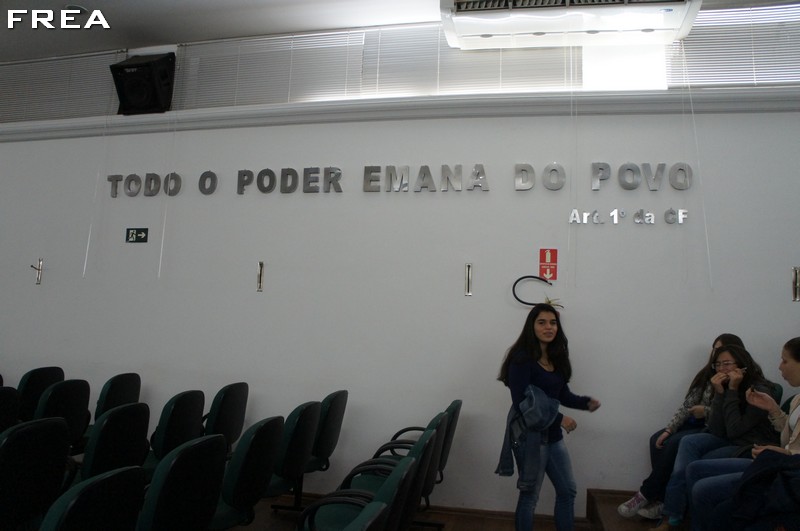 FREA
TODO O PODER EMANA DO POVO
Art. 1º da CF